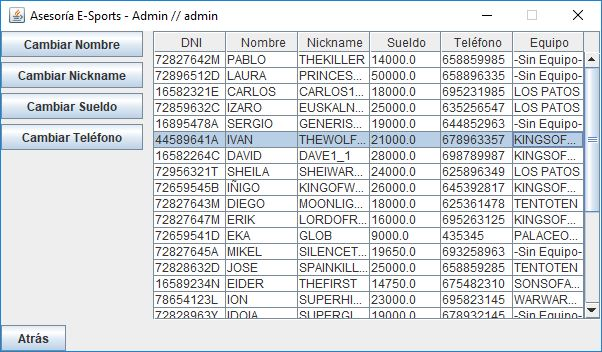 Asesoría E-Sports - Admin // admin
Cambiar Nombre
Cambiar Nickname
Cambiar Sueldo
Cambiar Teléfono
DNI Nombre Nickname Sueldo Teléfono Equipo
72827642M PABLO THEKILLER 14000.0 658859985 -Sin Equipo-
72896512D LAURA PRINCES... 50000.0 658895331 -Sin Equipo-
16582321E CARLOS CARLOS1... 18000.0 695231985 LOS PATOS
72859632C IZARO EUSKALN... 25000.0 635256547 LOS PATOS
16895478A SERGIO GENERIS... 19000.0 644852963 -Sin Equipo-
44589641A IVAN THEWOLF... 21000.0 678963357 KINGSOF...
16582264C DAVID DAVE1_1 28000.0 698789987 KINGSOF...
72956321T SHEILA SHEIWAR... 24000.0 625896349 LOS PATOS
72659545B IÑIGO KINGOFW... 26000.0 645392817 KINGSOF...
72827643M DIEGO MOONLIG... 18000.0 625361478 TENTOTEN
72827647M ERIK LORDOFR... 16000.0 695263125 KINGSOF...
72659541D EKA GLOB 9000.0 435345 PALACEO...
72827645A MIKEL SILENCET... 19650.0 693258963 -Sin Equipo-
72828632D JOSE SPAINKILL... 25000.0 658859285 TENTOTEN
16589234N EIDER THEFIRST 14750.0 675482310 SONSOFA...
78654123L ION SUPERHI... 23000.0 695823145 WARWAR...
72828963Y IDOIA SUPERGI... 19000.0 678932145 -Sin Equipo-
Atrás